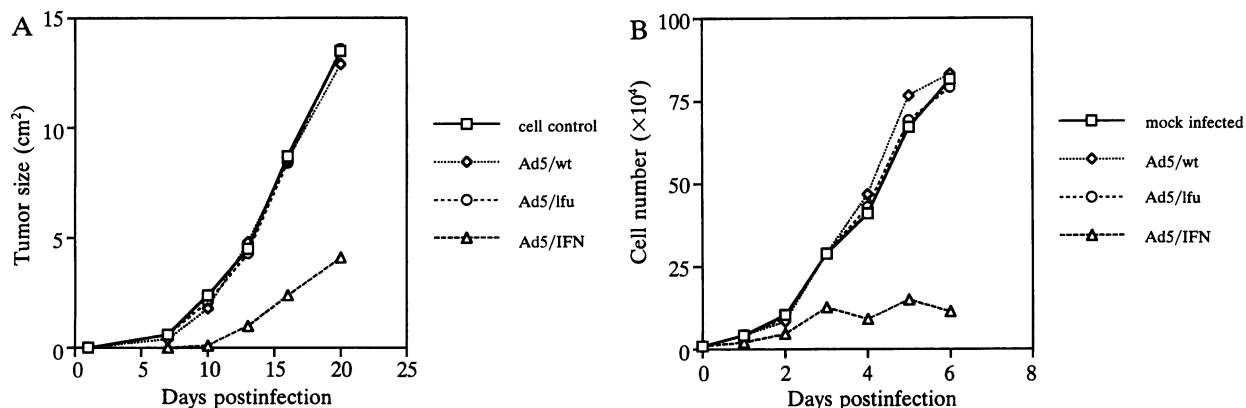 A
Tumor size (cm²)
15
10
5
0
0 5 10 15 20 25
Days postinfection
cell control
Ad5/wt
Ad5/lfu
Ad5/IFN
B
Cell number (×10⁴)
100
75
50
25
0
0 2 4 6 8
Days postinfection
mock infected
Ad5/wt
Ad5/lfu
Ad5/IFN